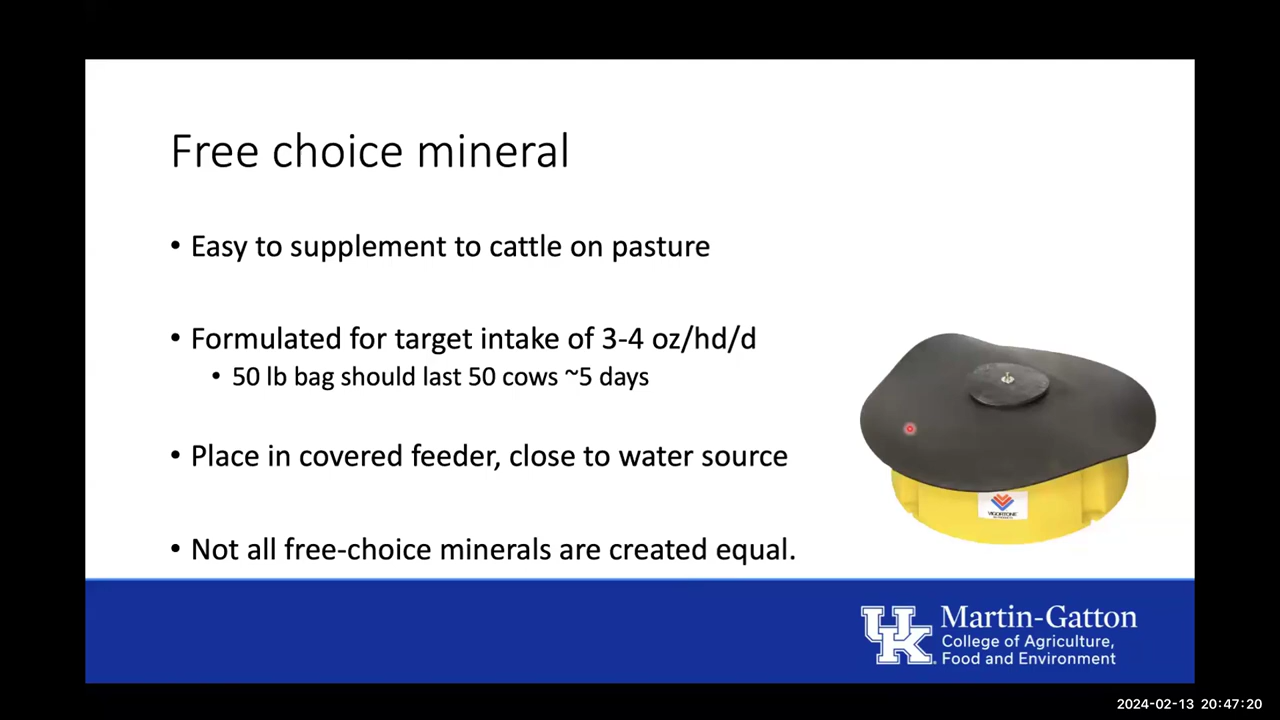 Free choice mineral
• Easy to supplement to cattle on pasture
• Formulated for target intake of 3-4 oz/hd/d
• 50 lb bag should last 50 cows ~5 days
• Place in covered feeder, close to water source
• Not all free-choice minerals are created equal.
VIGORTONE
UK
Martin-Gatton
College of Agriculture,
Food and Environment
2024-02-13 20:47:20